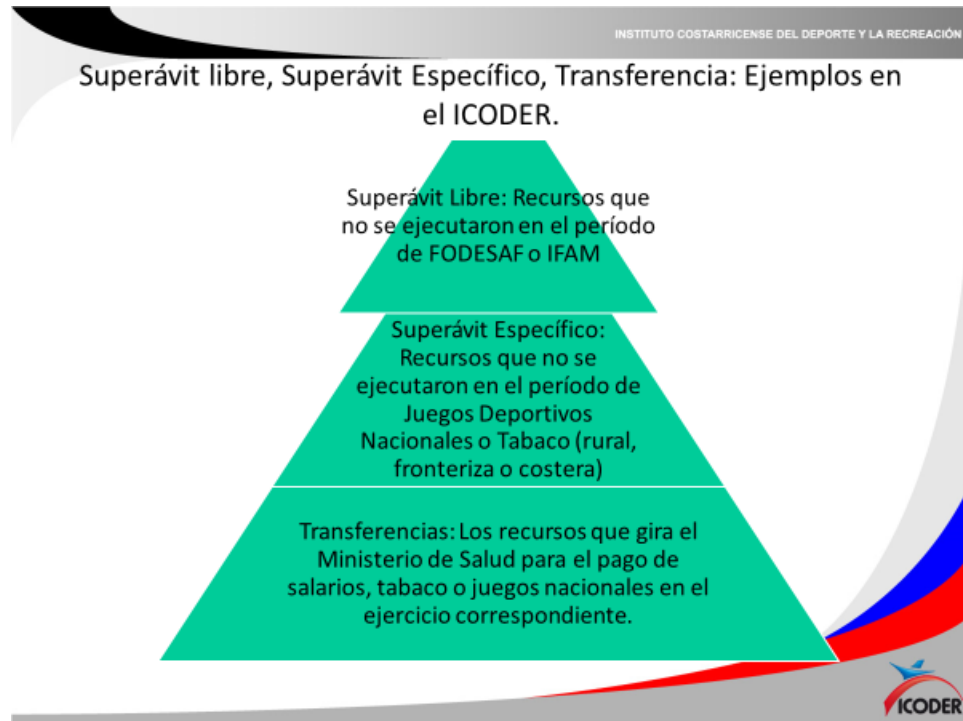 INSTITUTO COSTARRICENSE DEL DEPORTE Y LA RECREACIÓN
Superávit libre, Superávit Específico, Transferencia: Ejemplos en
el ICODER.
Superávit Libre: Recursos que
no se ejecutaron en el período
de FODESAF o IFAM
Superávit Específico:
Recursos que no se
ejecutaron en el período de
Juegos Deportivos
Nacionales o Tabaco (rural,
fronteriza o costera)
Transferencias: Los recursos que gira el
Ministerio de Salud para el pago de
salarios, tabaco o juegos nacionales en el
ejercicio correspondiente.
ICODER